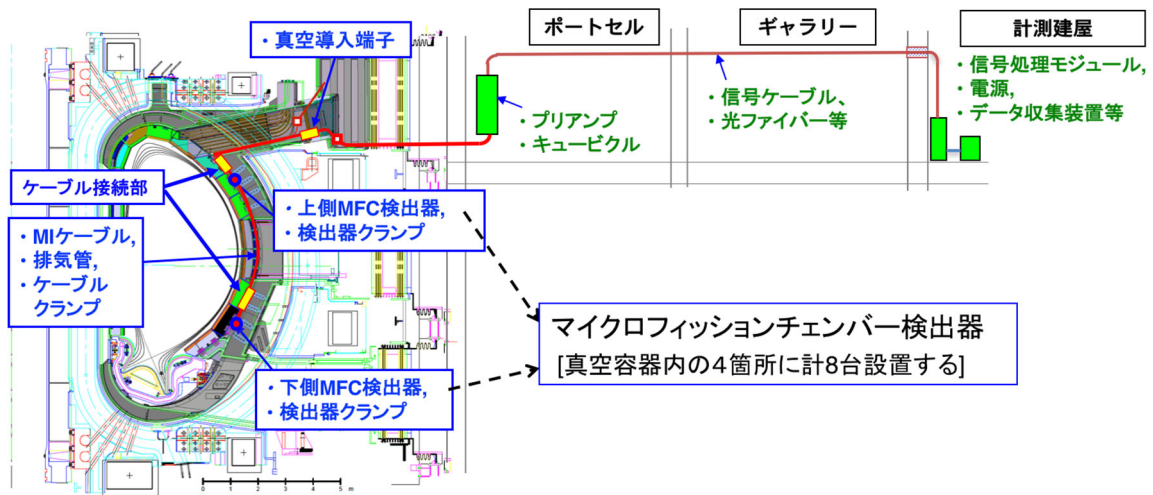 ポートセル
ギャラリー
計測建屋
・信号処理モジュール,
・電源,
・データ収集装置等
・真空導入端子
・プリアンプ
キュービクル
・信号ケーブル、
・光ファイバー等
ケーブル接続部
・上側MFC検出器,
・検出器クランプ
・MIケーブル,
・排気管,
・ケーブル
クランプ
マイクロフィッションチェンバー検出器
[真空容器内の4箇所に計8台設置する]
・下側MFC検出器,
・検出器クランプ
0 1 2 3 4 5 m